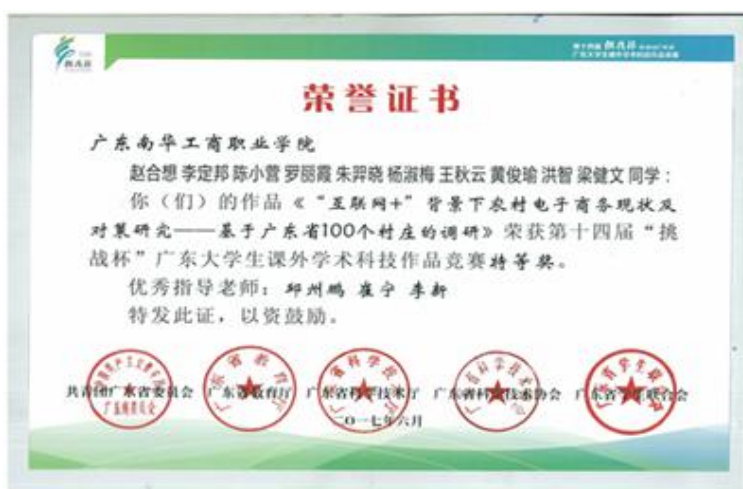 挑战杯
荣誉证书
广东南华工商职业学院
赵合想 李定邦 陈小营 罗丽霞 朱羿晓 杨淑梅 王秋云 黄俊瑜 洪智 梁健文 同学：
你（们）的作品《“互联网+”背景下农村电子商务现状及
对策研究——基于广东省100个村庄的调研》荣获第十四届“挑
战杯”广东大学生课外学术科技作品竞赛特等奖。
优秀指导老师：邱州鹏 崔宁 李新
特发此证，以资鼓励。
共青团广东省委员会 广东省教育厅 广东省科学技术厅 广东省科学技术协会 广东省学生联合会
二〇一七年六月